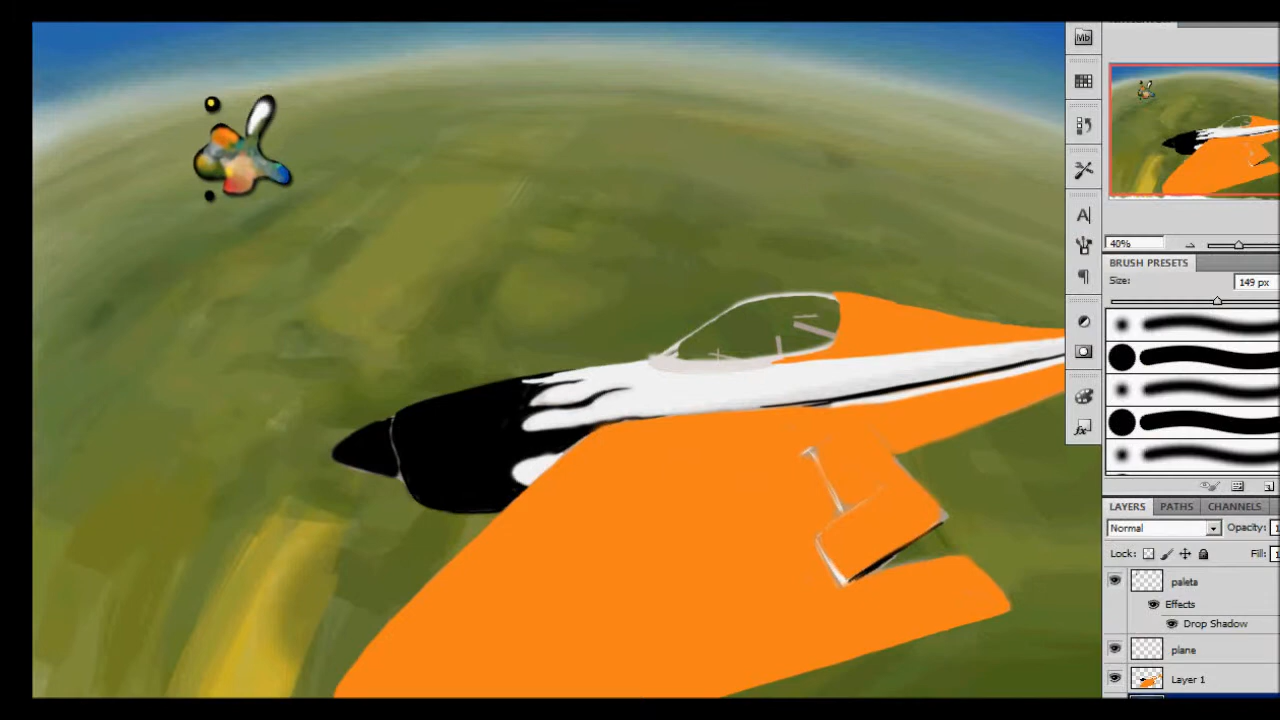 Mb
A
fx
40%
BRUSH PRESETS
Size:
149 px
LAYERS
PATHS
CHANNELS
Normal
Opacity:
Lock:
Fill:
paleta
Effects
Drop Shadow
plane
Layer 1